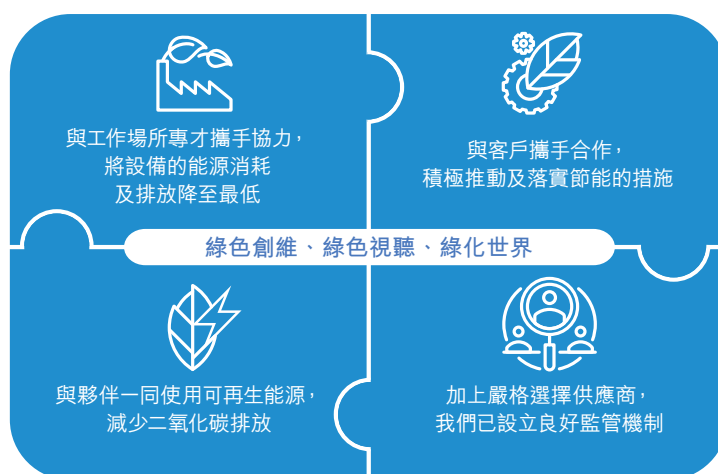 與工作場所專才攜手協力，
將設備的能源消耗
及排放降至最低
與客戶攜手合作，
積極推動及落實節能的措施
綠色創維、綠色視聽、綠化世界
與夥伴一同使用可再生能源，
減少二氧化碳排放
加上嚴格選擇供應商，
我們已設立良好監管機制